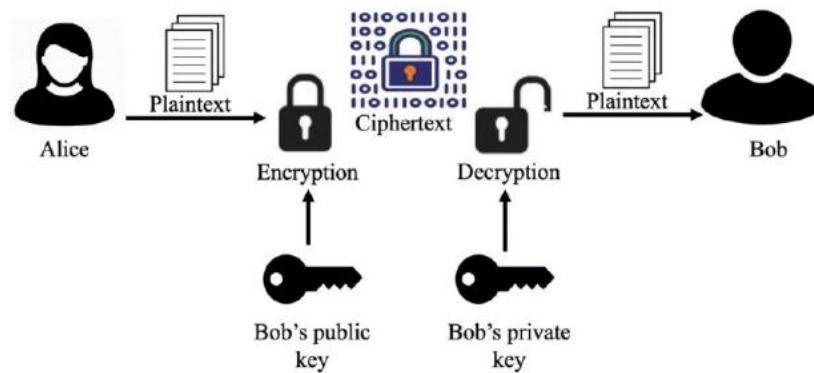 Plaintext
Alice
Encryption
Ciphertext
Decryption
Plaintext
Bob
Bob's public
key
Bob's private
key